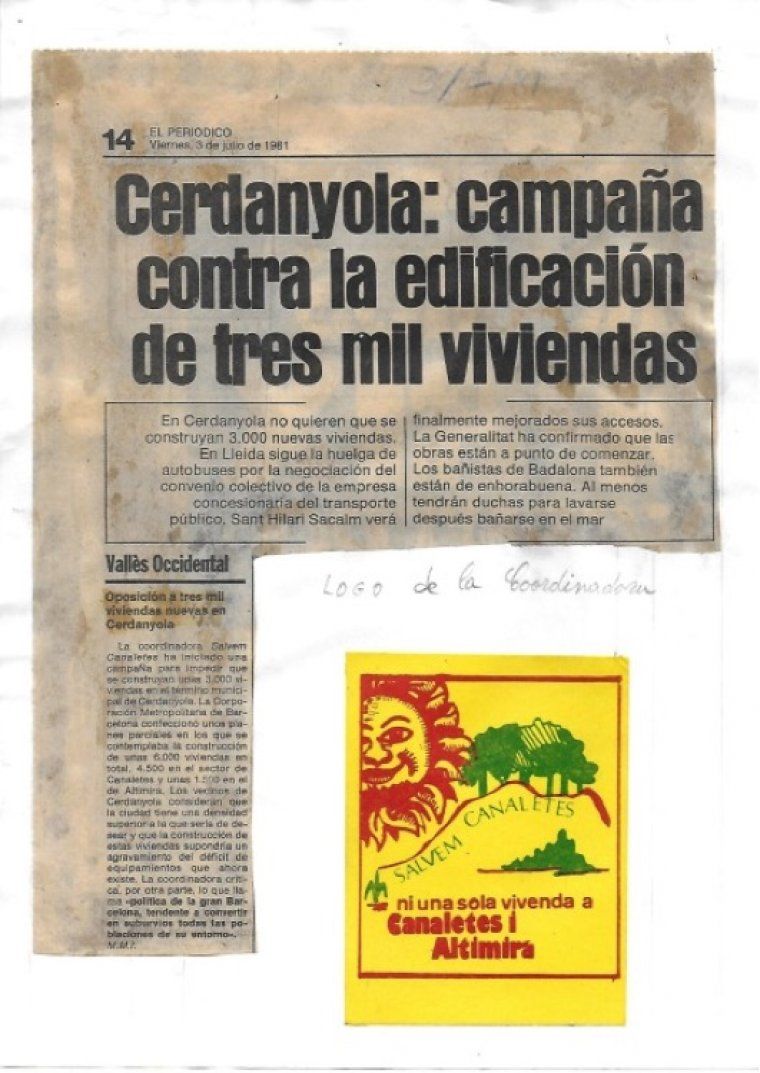 3/7/81
14 EL PERIODICO
Viernes, 3 de julio de 1981
Cerdanyola: campaña
contra la edificación
de tres mil viviendas
En Cerdanyola no quieren que se
construyan 3.000 nuevas viviendas.
En Lleida sigue la huelga de
autobuses por la negociación del
convenio colectivo de la empresa
concesionaria del transporte
público. Sant Hilari Sacalm verá
finalmente mejorados sus accesos.
La Generalitat ha confirmado que las
obras están a punto de comenzar.
Los bañistas de Badalona también
están de enhorabuena. Al menos
tendrán duchas para lavarse
después bañarse en el mar
Vallès Occidental
Oposición a tres mil
viviendas nuevas en
Cerdanyola
La coordinadora Salvem
Canaletes ha iniciado una
campaña para impedir que
se construyan unas 3.000 vi-
viendas en el término munici-
pal de Cerdanyola. La Corpo-
ración Metropolitana de Bar-
celona confeccionó unos pla-
nes parciales en los que se
contemplaba la construcción
de unas 6.000 viviendas en
total, 4.500 en el sector de
Canaletes y unas 1.500 en el
de Altimira. Los vecinos de
Cerdanyola consideran que
la ciudad tiene una densidad
superior a la que sería de de-
sear y que la construcción de
estas viviendas supondría un
agravamiento del déficit de
equipamientos que ahora
existe. La coordinadora criti-
ca, por otra parte, lo que lla-
ma «política de la gran Bar-
celona, tendente a convertir
en suburvios todas las po-
blaciones de su entorno».
M.M.F.
LOGO de la Coordinadora
SALVEM CANALETES
ni una sola vivenda a
Canaletes i
Altimira